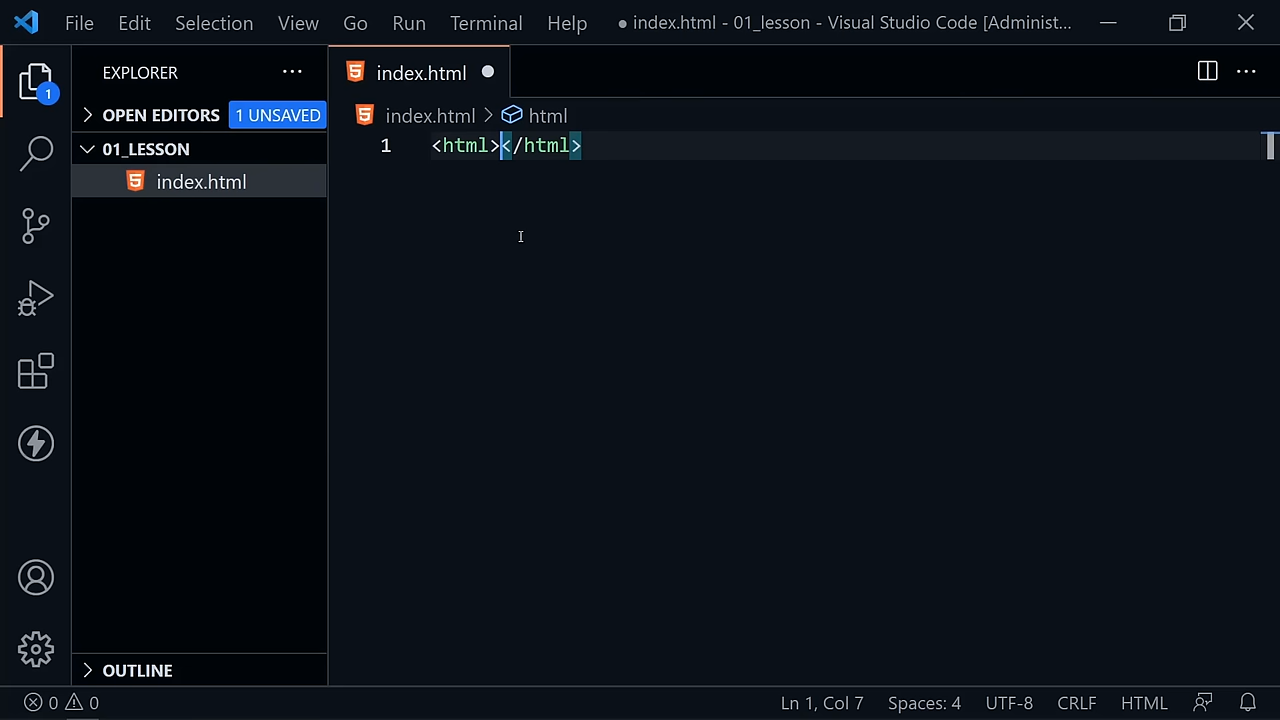 File Edit Selection View Go Run Terminal Help ● index.html - 01_lesson - Visual Studio Code [Administ...
EXPLORER
index.html
1
OPEN EDITORS 1 UNSAVED
index.html > html
01_LESSON
1 <html></html>
index.html
OUTLINE
0 0 Ln 1, Col 7 Spaces: 4 UTF-8 CRLF HTML